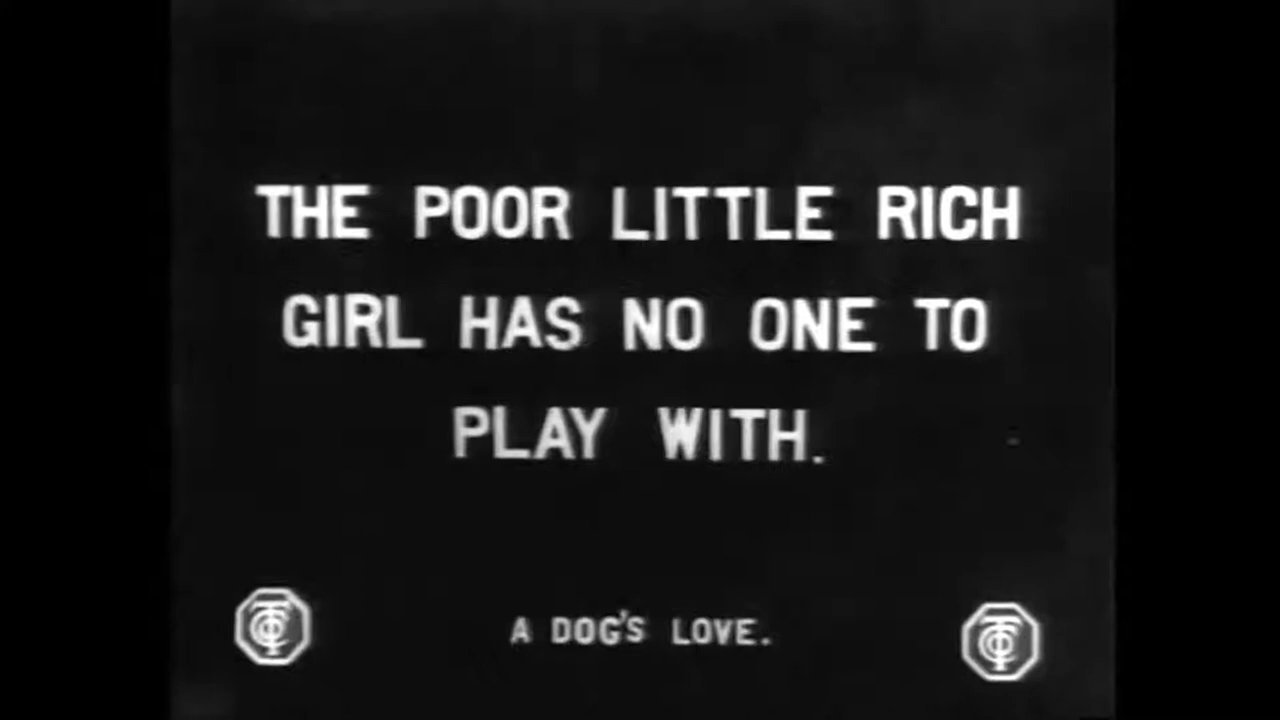 THE POOR LITTLE RICH
GIRL HAS NO ONE TO
PLAY WITH.
A DOG'S LOVE.